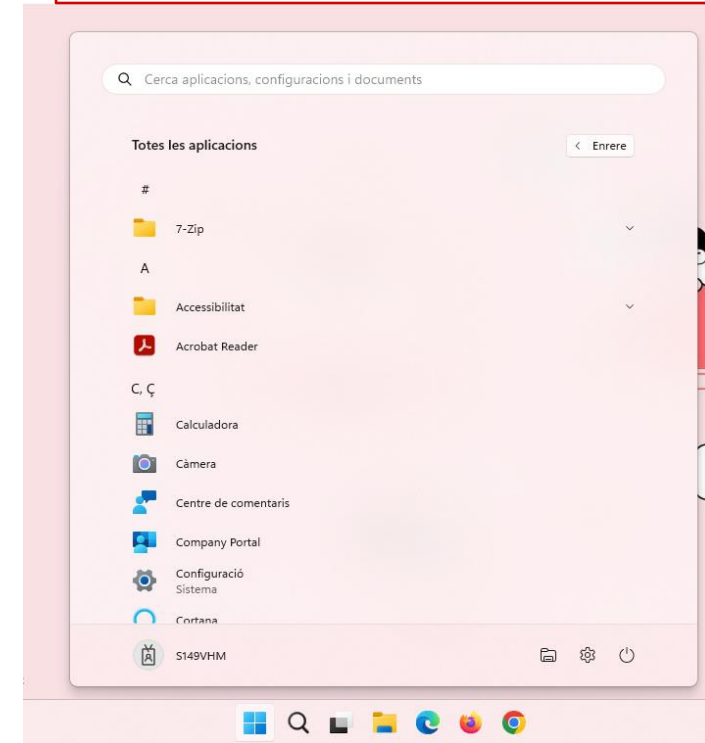 Cerca aplicacions, configuracions i documents
Totes les aplicacions
Enrere
#
7-Zip
A
Accessibilitat
Acrobat Reader
C, Ç
Calculadora
Càmera
Centre de comentaris
Company Portal
Configuració
Sistema
Cortana
S149VHM